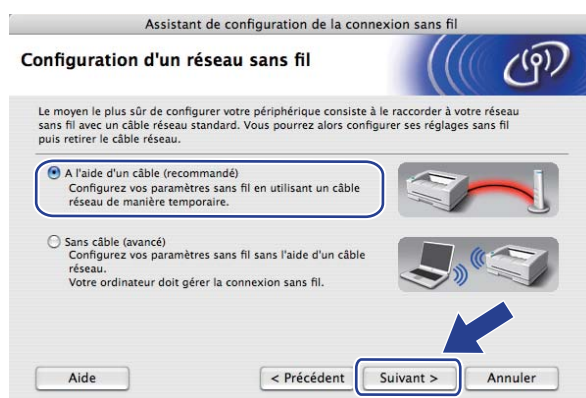 Assistant de configuration de la connexion sans fil
Configuration d'un réseau sans fil
Le moyen le plus sûr de configurer votre périphérique consiste à le raccorder à votre réseau
sans fil avec un câble réseau standard. Vous pourrez alors configurer ses réglages sans fil
puis retirer le câble réseau.
A l'aide d'un câble (recommandé)
Configurez vos paramètres sans fil en utilisant un câble
réseau de manière temporaire.
Sans câble (avancé)
Configurez vos paramètres sans fil sans l'aide d'un câble
réseau.
Votre ordinateur doit gérer la connexion sans fil.
Aide
< Précédent
Suivant >
Annuler